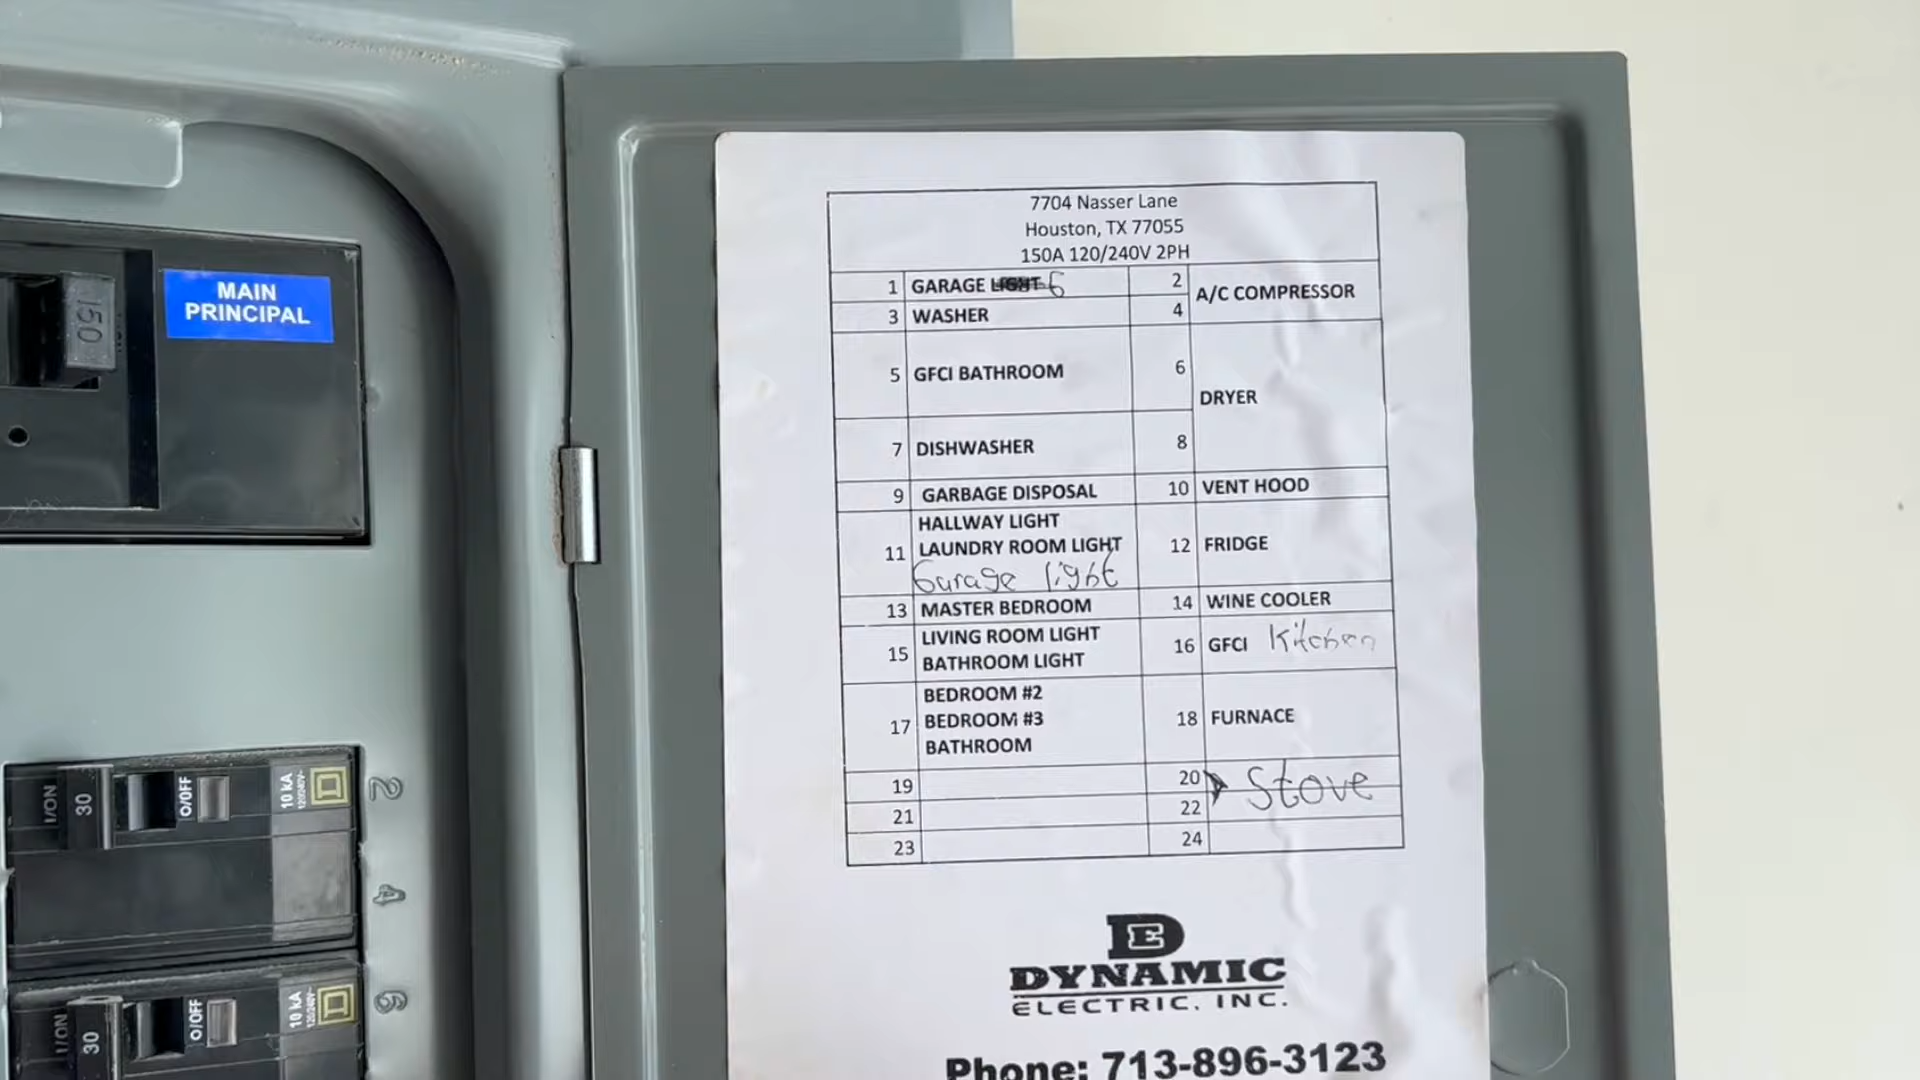 MAIN
PRINCIPAL
150
7704 Nasser Lane
Houston, TX 77055
150A 120/240V 2PH
1 GARAGE 6 2 A/C COMPRESSOR
3 WASHER 4
5 GFCI BATHROOM 6 DRYER
7 DISHWASHER 8
9 GARBAGE DISPOSAL 10 VENT HOOD
11 HALLWAY LIGHT
LAUNDRY ROOM LIGHT 12 FRIDGE
Garage light
13 MASTER BEDROOM 14 WINE COOLER
15 LIVING ROOM LIGHT
BATHROOM LIGHT 16 GFCI Kitchen
17 BEDROOM #2
BEDROOM #3 18 FURNACE
BATHROOM
19 20 Stove
21 22
23 24
DE
DYNAMIC
ELECTRIC, INC.
Phone: 713-896-3123
I/ON 30 O/OFF 10 kA 120/240V~ 2
4
I/ON 30 O/OFF 10 kA 120/240V~ 6